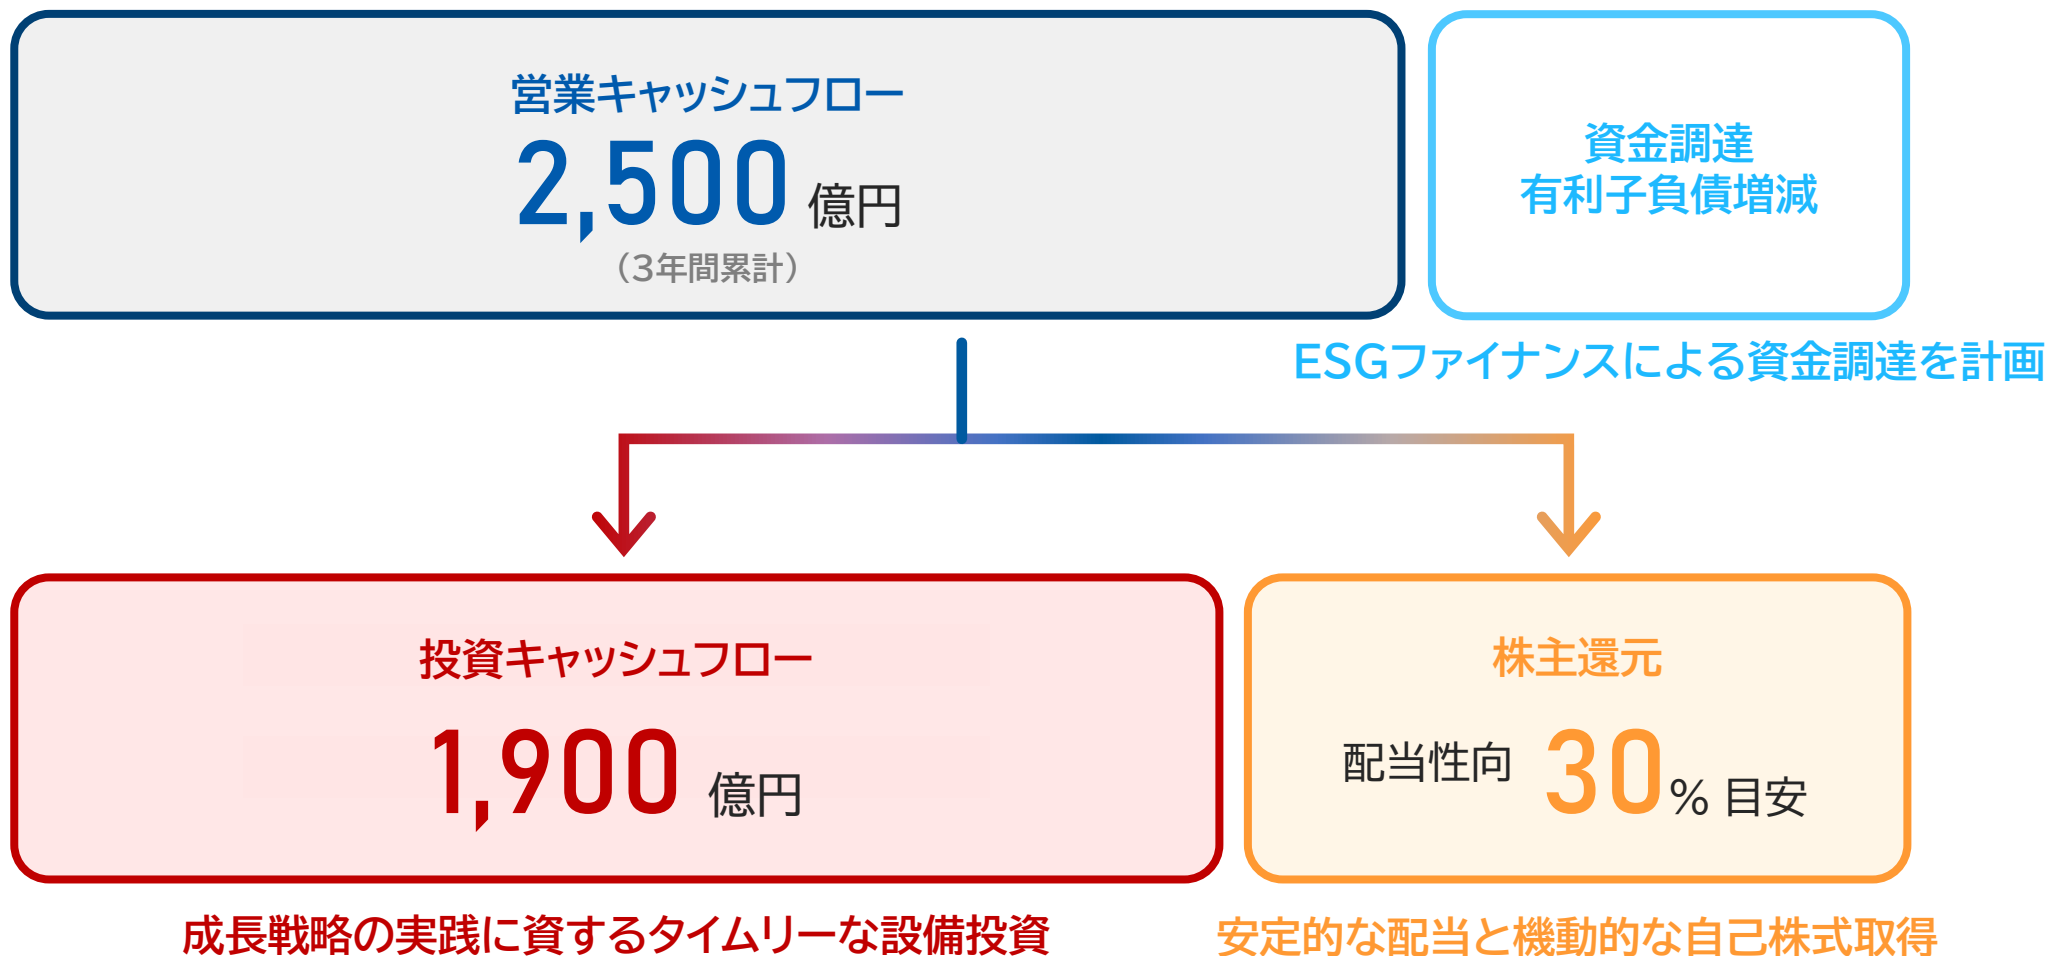 営業キャッシュフロー
2,500 億円
（3年間累計）
資金調達
有利子負債増減
ESGファイナンスによる資金調達を計画
投資キャッシュフロー
1,900 億円
株主還元
配当性向 30% 目安
成長戦略の実践に資するタイムリーな設備投資
安定的な配当と機動的な自己株式取得